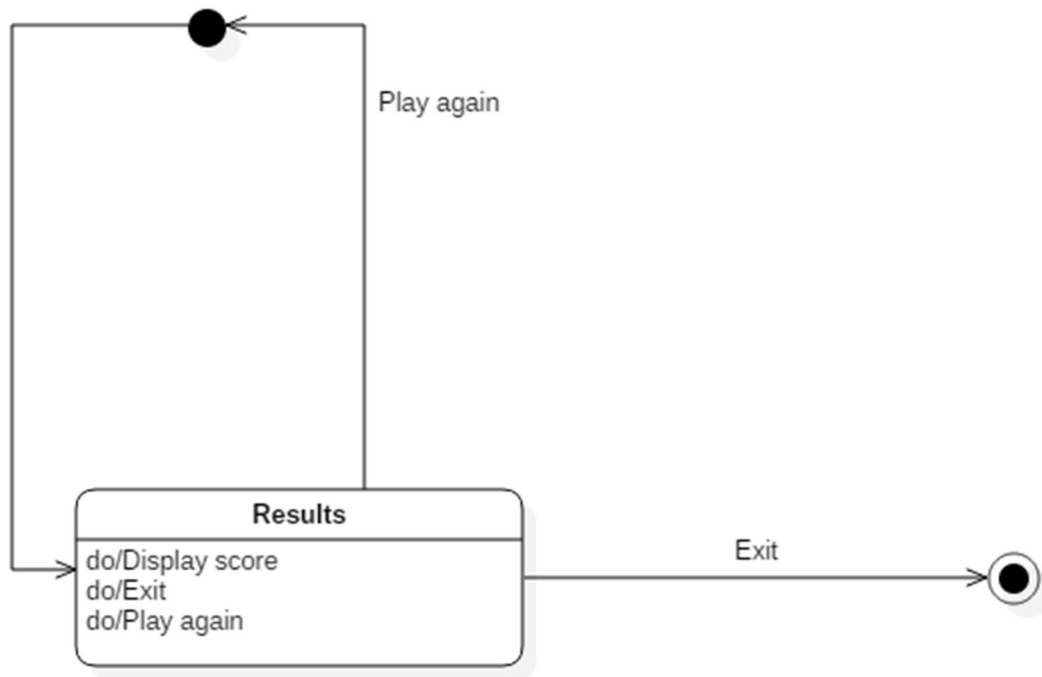 Play again
Results
do/Display score
do/Exit
do/Play again
Exit